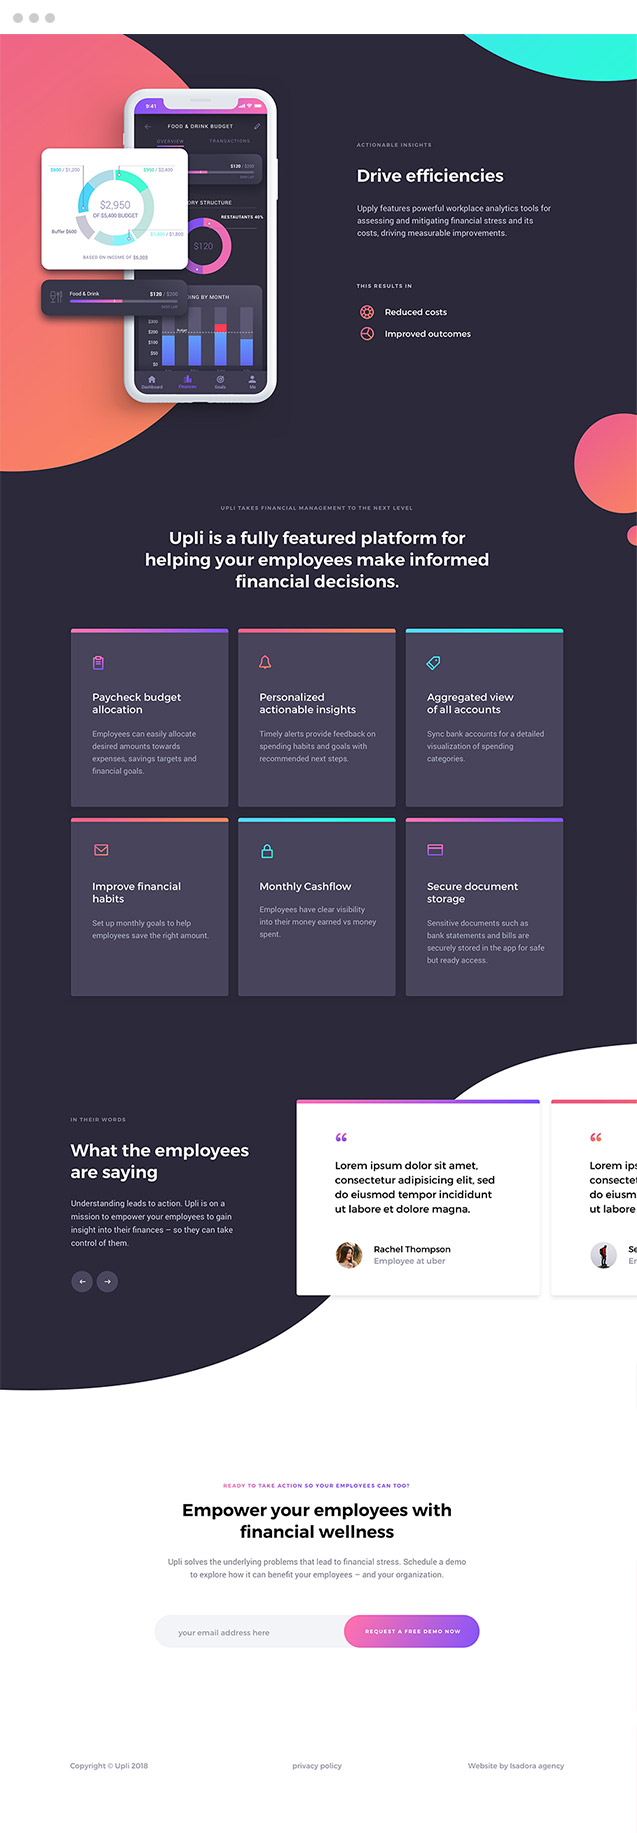 9:41
FOOD & DRINK BUDGET
OVERVIEW
TRANSACTIONS
$120 / $200
$600 / $1,200
$950 / $2,400
$2,950
OF $5,400 BUDGET
Buffer $600
$1,400 / $1,800
BASED ON INCOME OF $6,000
ORY STRUCTURE
RESTAUTANTS 40%
$120
Food & Drink
$120 / $200
DING BY MONTH
$300
Budget
$200
$100
$50
$0
Dashboard
Employee
Goals
Me
ACTIONABLE INSIGHTS
Drive efficiencies
Upply features powerful workplace analytics tools for
assessing and mitigating financial stress and its
costs, driving measurable improvements.
THIS RESULTS IN
Reduced costs
Improved outcomes
UPLI TAKES FINANCIAL MANAGEMENT TO THE NEXT LEVEL
Upli is a fully featured platform for
helping your employees make informed
financial decisions.
Paycheck budget
allocation
Employees can easily allocate
desired amounts towards
expenses, savings targets and
financial goals.
Personalized
actionable insights
Timely alerts provide feedback on
spending habits and goals with
recommended next steps.
Aggregated view
of all accounts
Sync bank accounts for a detailed
visualization of spending
categories.
Improve financial
habits
Set up monthly goals to help
employees save the right amount.
Monthly Cashflow
Employees have clear visibility
into their money earned vs money
spent.
Secure document
storage
Sensitive documents such as
bank statements and bills are
securely stored in the app for safe
but ready access.
IN THEIR WORDS
What the employees
are saying
Understanding leads to action. Upli is on a
mission to empower your employees to gain
insight into their finances – so they can take
control of them.
“
Lorem ipsum dolor sit amet,
consectetur adipisicing elit, sed
do eiusmod tempor incididunt
ut labore et dolore magna.
Rachel Thompson
Employee at uber
“
Lorem ips
consectet
do eiusm
ut labore
Se
Em
READY TO TAKE ACTION SO YOUR EMPLOYEES CAN TOO?
Empower your employees with
financial wellness
Upli solves the underlying problems that lead to financial stress. Schedule a demo
to explore how it can benefit your employees – and your organization.
your email address here
REQUEST A FREE DEMO NOW
Copyright © Upli 2018
privacy policy
Website by Isadora agency